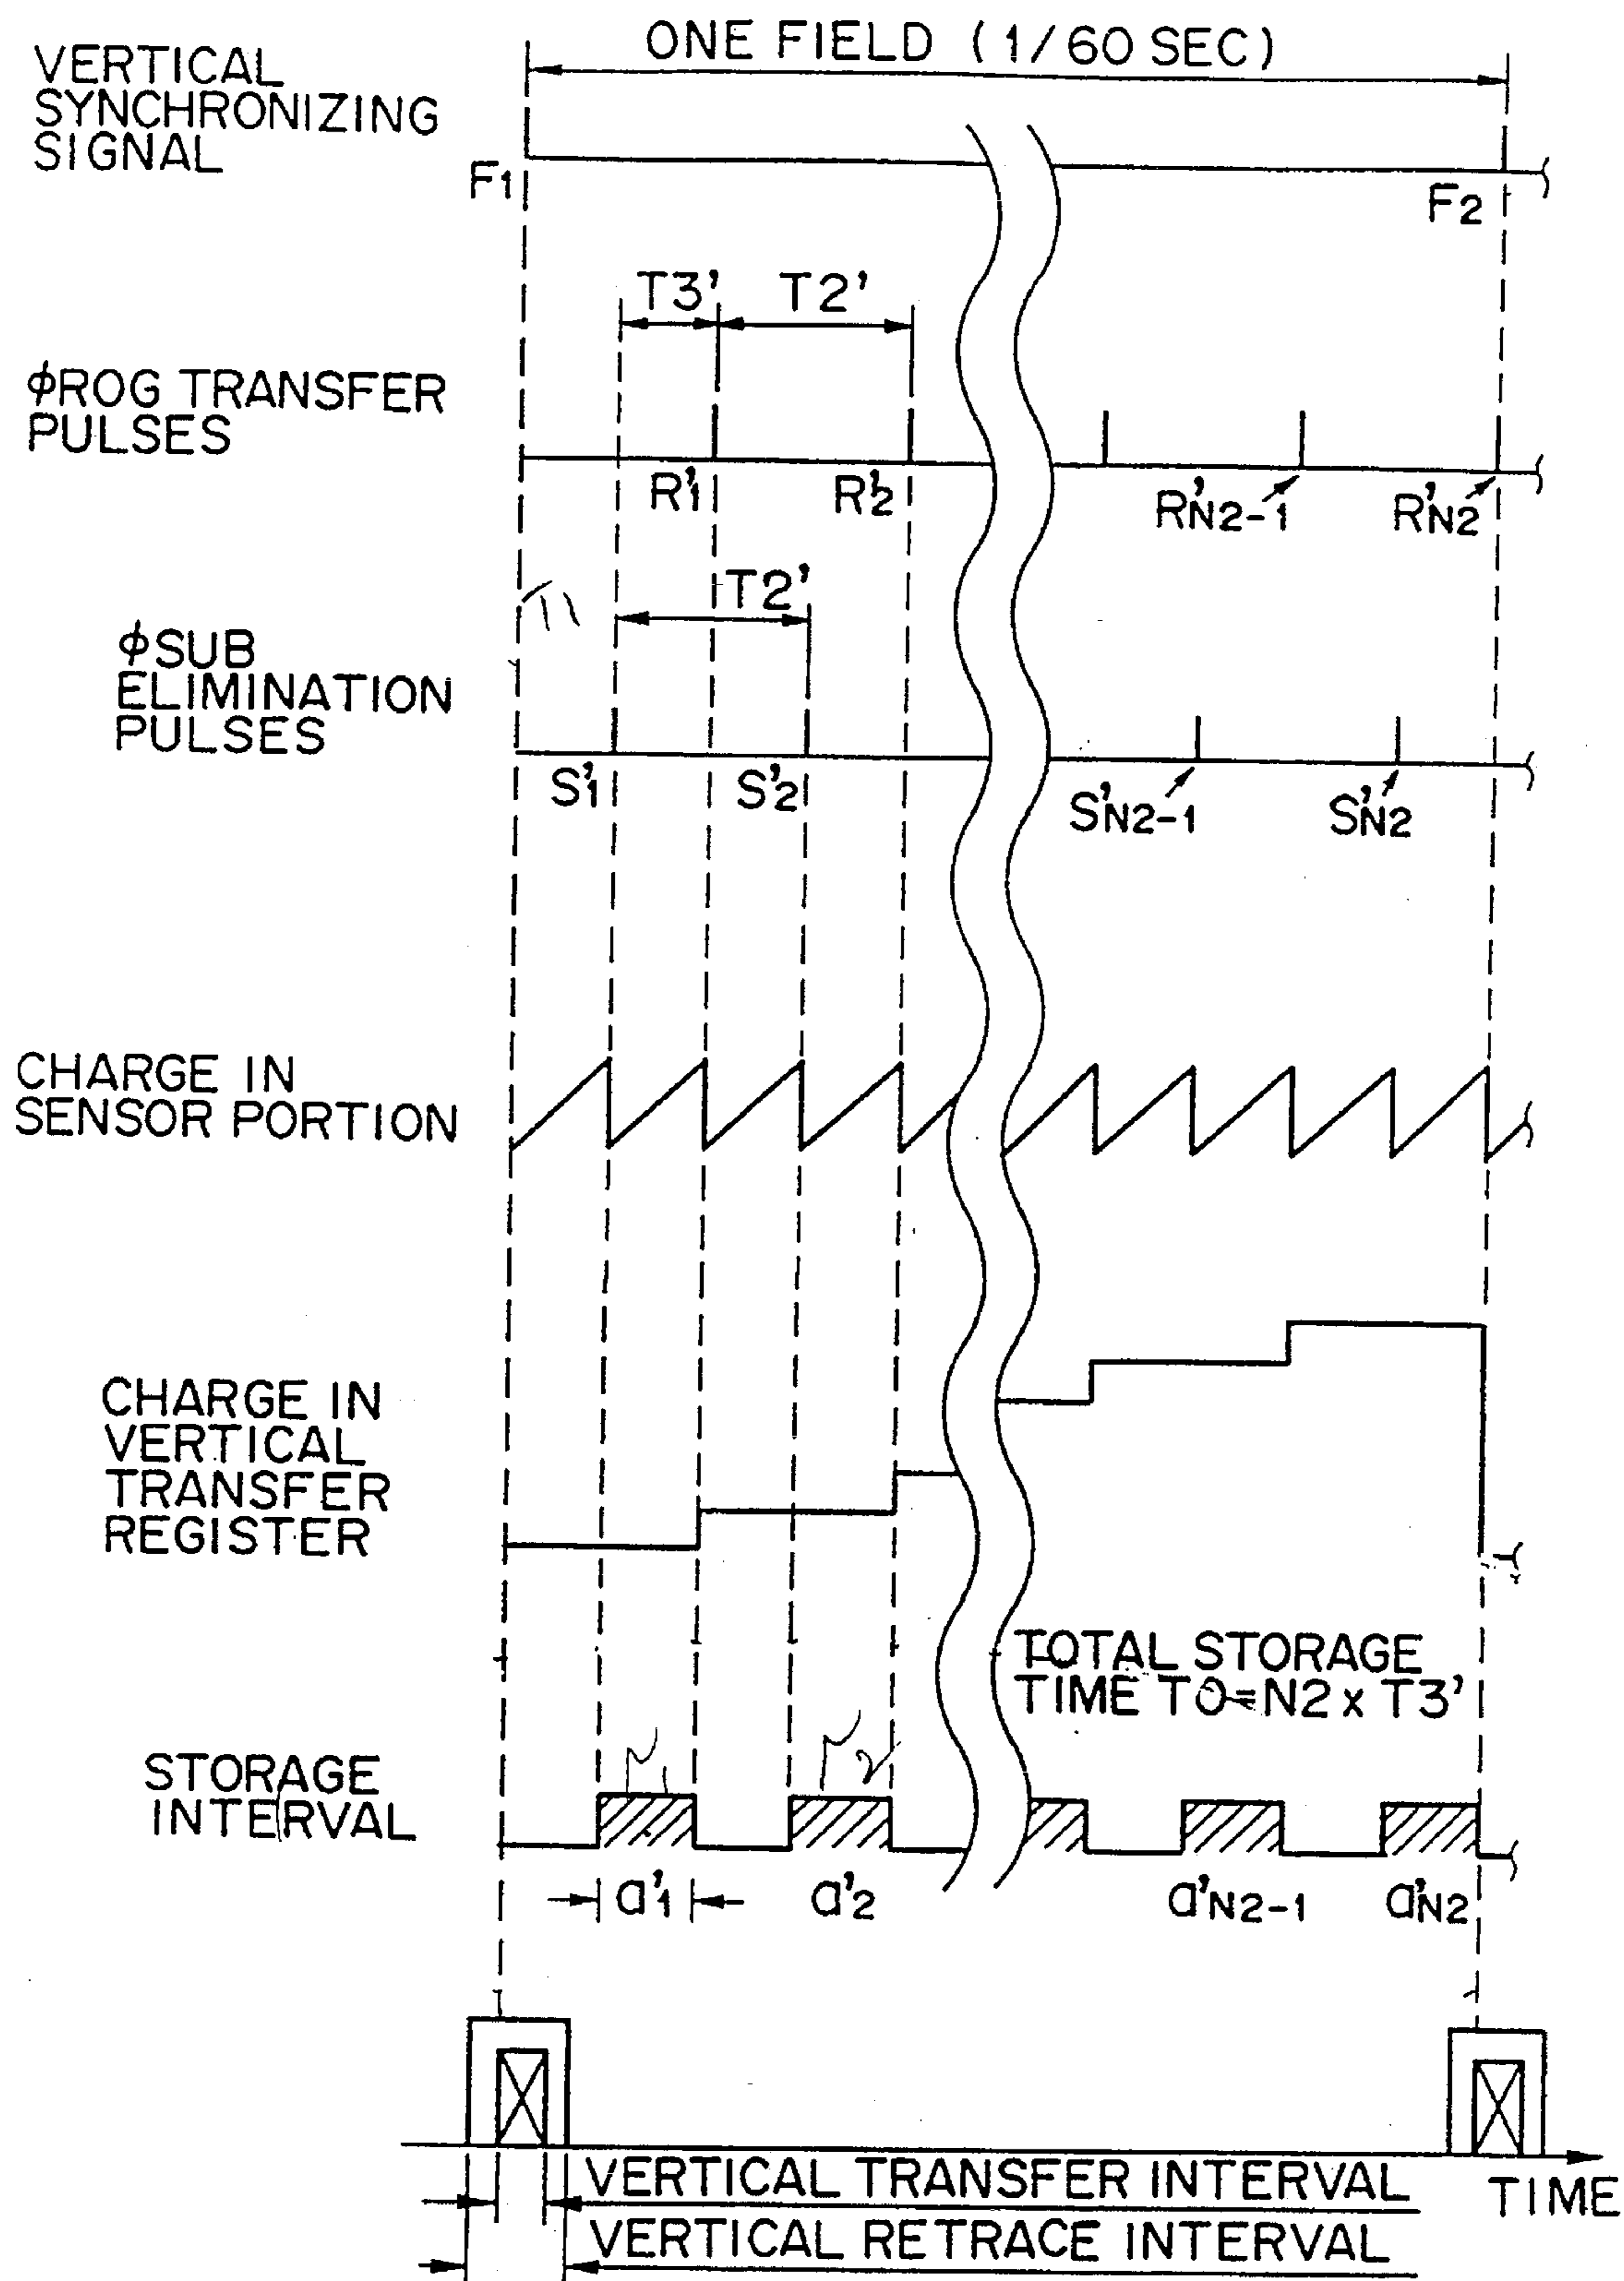 ONE FIELD (1/60 SEC)
VERTICAL
SYNCHRONIZING
SIGNAL
F1
F2
T3'
T2'
φROG TRANSFER
PULSES
R'1
R'2
R'N2-1
R'N2
T2'
φSUB
ELIMINATION
PULSES
S'1
S'2
S'N2-1
S'N2
CHARGE IN
SENSOR PORTION
CHARGE IN
VERTICAL
TRANSFER
REGISTER
TOTAL STORAGE
TIME T0=N2 x T3'
STORAGE
INTERVAL
a'1
a'2
a'N2-1
a'N2
VERTICAL TRANSFER INTERVAL
TIME
VERTICAL RETRACE INTERVAL